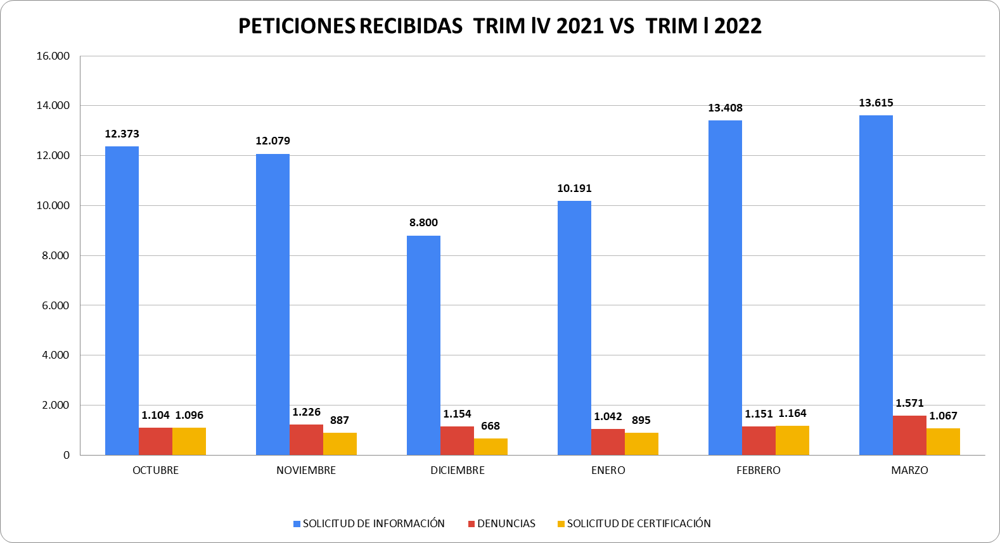 PETICIONES RECIBIDAS TRIM lV 2021 VS TRIM l 2022
16.000
14.000
12.000
10.000
8.000
6.000
4.000
2.000
0
12.373
1.104
1.096
12.079
1.226
887
8.800
1.154
668
10.191
1.042
895
13.408
1.151
1.164
13.615
1.571
1.067
OCTUBRE
NOVIEMBRE
DICIEMBRE
ENERO
FEBRERO
MARZO
SOLICITUD DE INFORMACIÓN
DENUNCIAS
SOLICITUD DE CERTIFICACIÓN